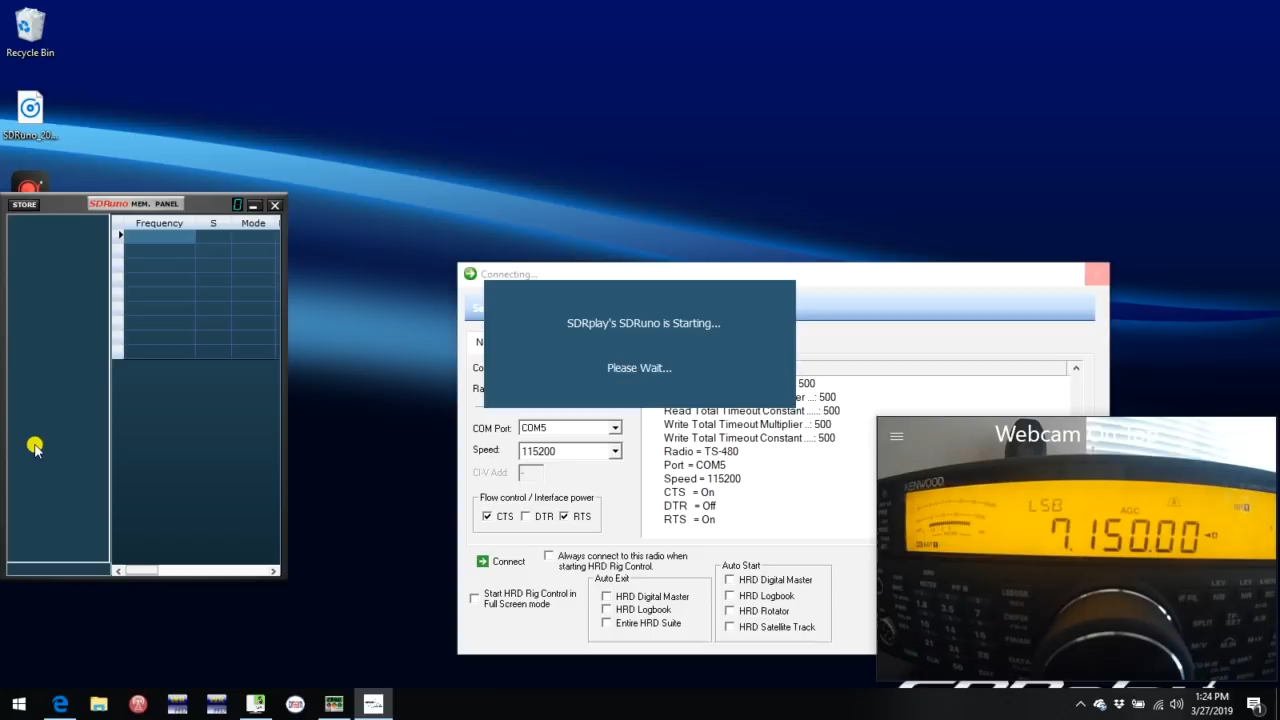 Recycle Bin
SDRuno_20...
STORE
SDRuno MEM. PANEL
0
Frequency S Mode
Connecting...
SDRplay's SDRuno is Starting...
Please Wait...
500
500
Read Total Timeout Constant .....: 500
Write Total Timeout Multiplier ...: 500
Write Total Timeout Constant....: 500
Radio = TS-480
Port = COM5
Speed = 115200
CTS = On
DTR = Off
RTS = On
COM Port: COM5
Speed: 115200
CI-V Add:
Flow control / Interface power
CTS DTR RTS
Connect
Always connect to this radio when
starting HRD Rig Control.
Start HRD Rig Control in
Full Screen mode
Auto Exit
HRD Digital Master
HRD Logbook
Entire HRD Suite
Auto Start
HRD Digital Master
HRD Logbook
HRD Rotator
HRD Satellite Track
Webcam On Top
KENWOOD
LSB
AGC
7.150.00
1:24 PM
3/27/2019